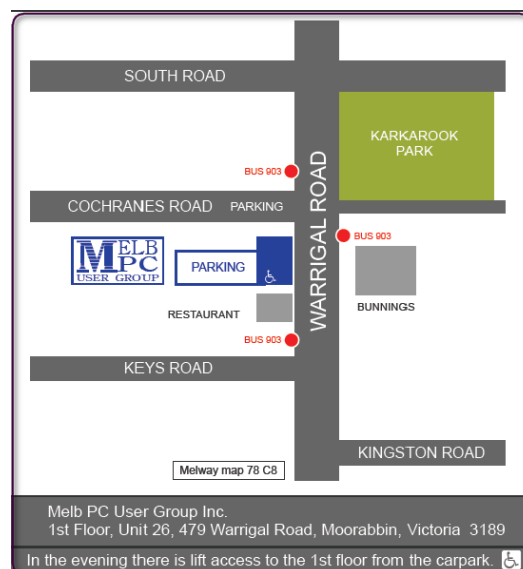 SOUTH ROAD
KARKAROOK
PARK
BUS 903
WARRIGAL ROAD
COCHRANES ROAD PARKING
BUS 903
MELB
PC
USER GROUP
PARKING
RESTAURANT
BUNNINGS
BUS 903
KEYS ROAD
KINGSTON ROAD
Melway map 78 C8
Melb PC User Group Inc.
1st Floor, Unit 26, 479 Warrigal Road, Moorabbin, Victoria 3189
In the evening there is lift access to the 1st floor from the carpark.